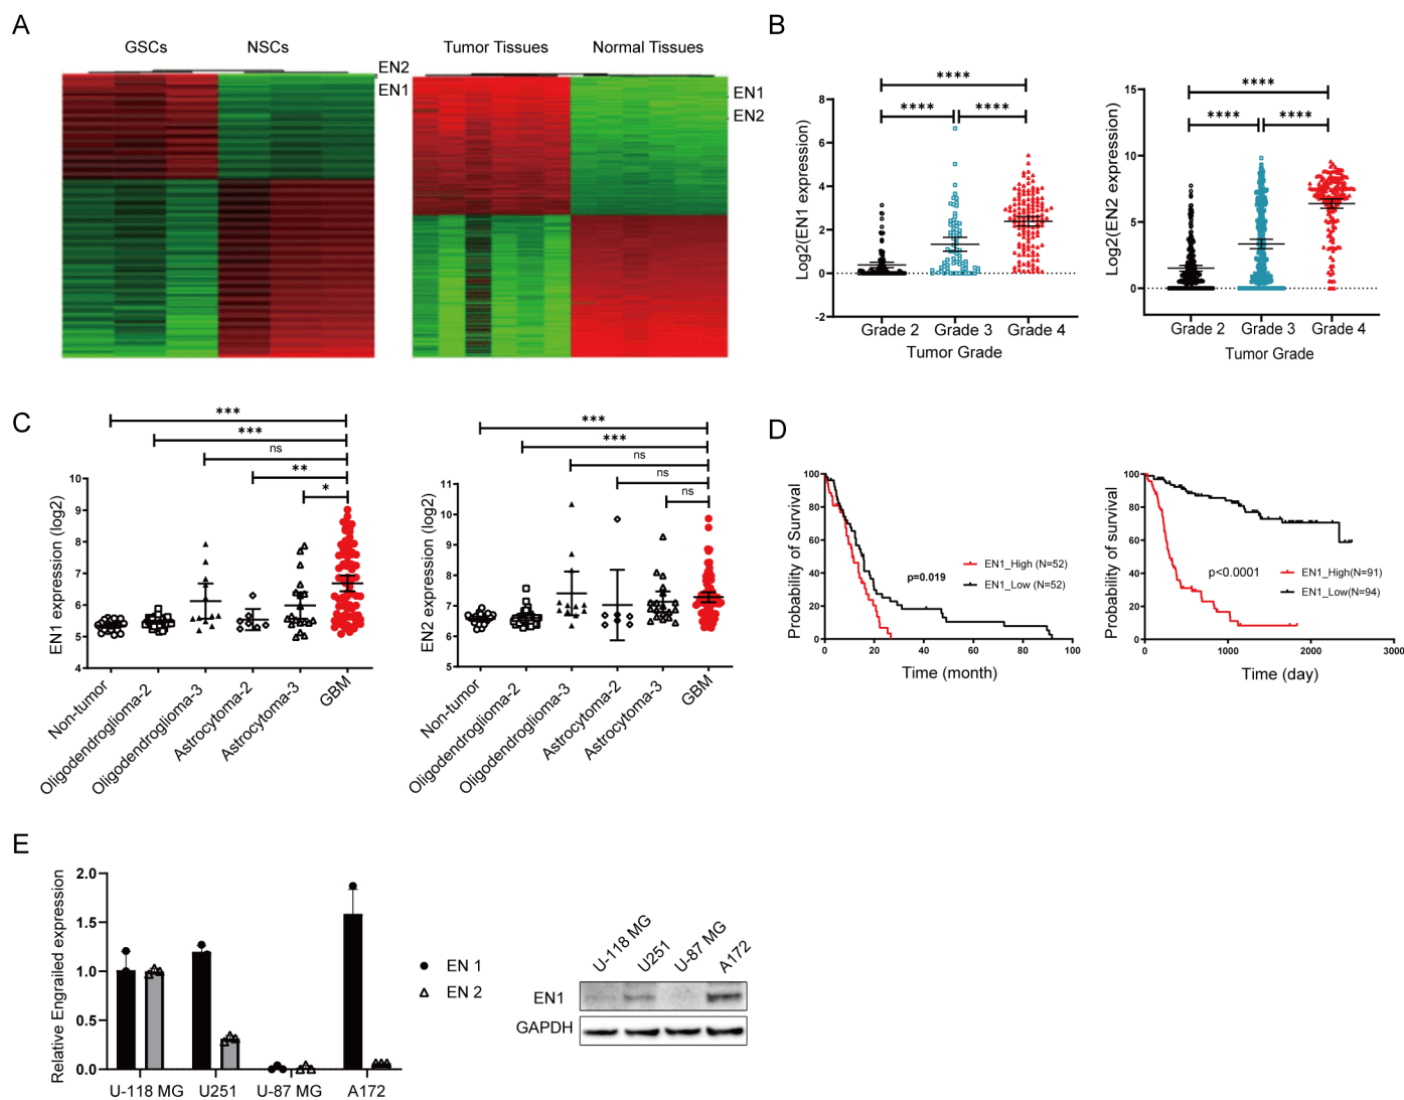 A
GSCs NSCs
EN2
EN1
Tumor Tissues Normal Tissues
EN1
EN2
B
Log2(EN1 expression)
8
6
4
2
0
-2
****
**** ****
Grade 2 Grade 3 Grade 4
Tumor Grade
Log2(EN2 expression)
15
10
5
0
****
**** ****
Grade 2 Grade 3 Grade 4
Tumor Grade
C
EN1 expression (log2)
10
9
8
7
6
5
4
***
***
ns
**
*
Non-tumor
Oligodendroglioma-2
Oligodendroglioma-3
Astrocytoma-2
Astrocytoma-3
GBM
EN2 expression (log2)
11
10
9
8
7
6
5
***
***
ns
ns
ns
Non-tumor
Oligodendroglioma-2
Oligodendroglioma-3
Astrocytoma-2
Astrocytoma-3
GBM
D
Probability of Survival
100
80
60
40
20
0
p=0.019
EN1_High (N=52)
EN1_Low (N=52)
0 20 40 60 80 100
Time (month)
Probability of survival
100
80
60
40
20
0
p<0.0001
EN1_High(N=91)
EN1_Low(N=94)
0 1000 2000 3000
Time (day)
E
Relative Engrailed expression
2.0
1.5
1.0
0.5
0.0
U-118 MG U251 U-87 MG A172
EN 1
EN 2
U-118 MG
U251
U-87 MG
A172
EN1
GAPDH